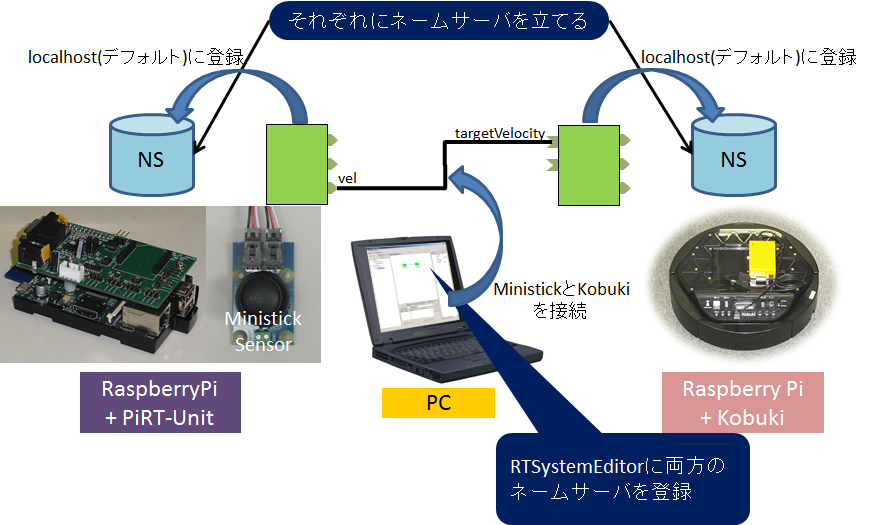 それぞれにネームサーバを立てる
localhost(デフォルト)に登録
localhost(デフォルト)に登録
NS
targetVelocity
NS
vel
MinistickとKobuki
を接続
Ministick
Sensor
Kobuki
RaspberryPi
+ PiRT-Unit
PC
Raspberry Pi
+ Kobuki
RTSystemEditorに両方の
ネームサーバを登録